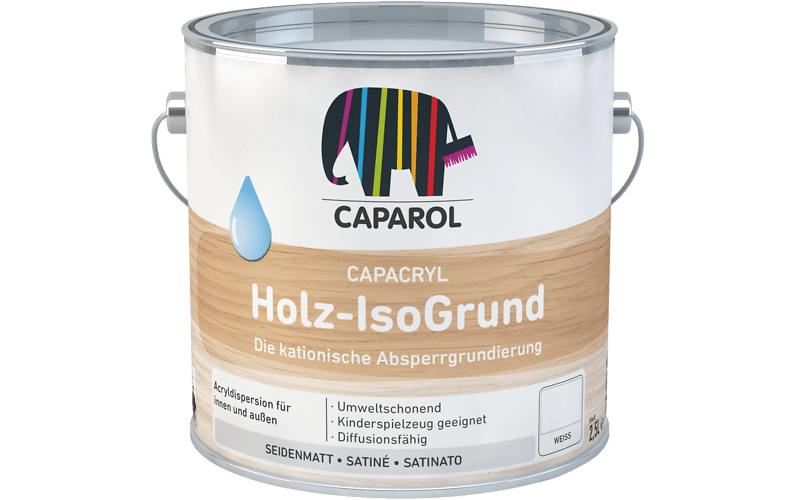 CAPAROL
CAPACRYL
Holz-IsoGrund
Die kationische Absperrgrundierung
Acryldispersion für
innen und außen
· Umweltschonend
· Kinderspielzeug geeignet
· Diffusionsfähig
WEISS
2,5L
SEIDENMATT • SATINÉ • SATINATO